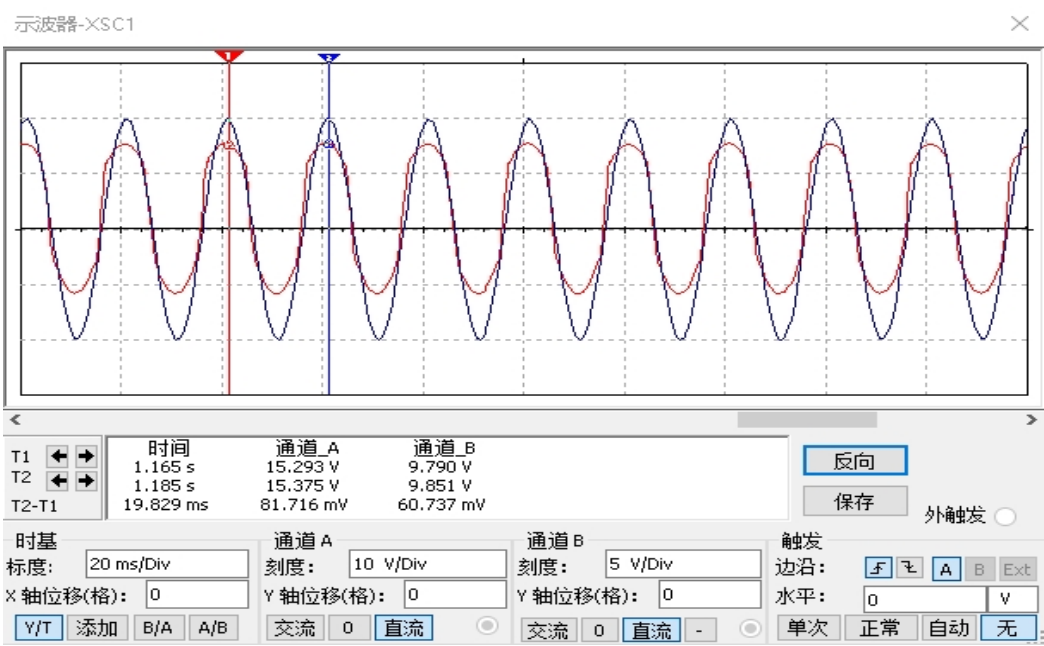 示波器-XSC1
1 2
时间 通道_A 通道_B
T1 1.165 s 15.293 V 9.790 V
T2 1.185 s 15.375 V 9.851 V
T2-T1 19.829 ms 81.716 mV 60.737 mV
反向
保存
外触发
时基 通道 A 通道 B 触发
标度: 20 ms/Div 刻度: 10 V/Div 刻度: 5 V/Div 边沿: A B Ext
X 轴位移(格): 0 Y 轴位移(格): 0 Y 轴位移(格): 0 水平: 0 V
Y/T 添加 B/A A/B 交流 0 直流 交流 0 直流 - 单次 正常 自动 无